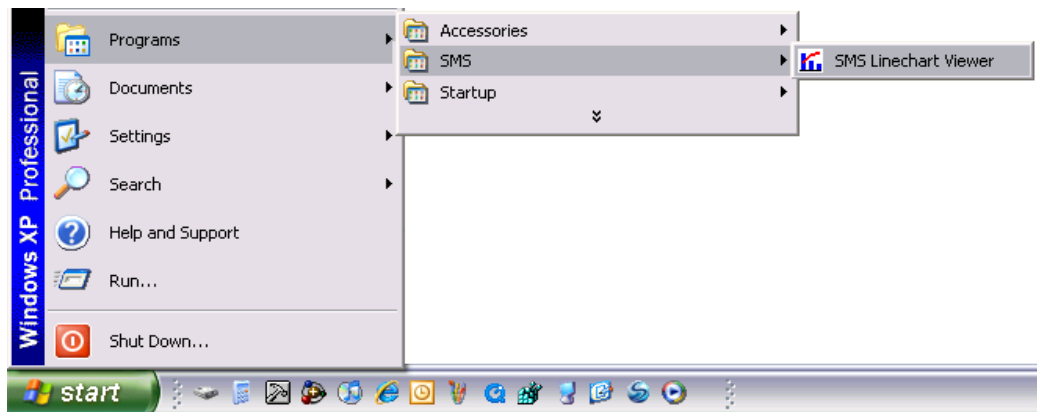 Windows XP Professional
Programs
Documents
Settings
Search
Help and Support
Run...
Shut Down...
Accessories
SMS
Startup
SMS Linechart Viewer
start